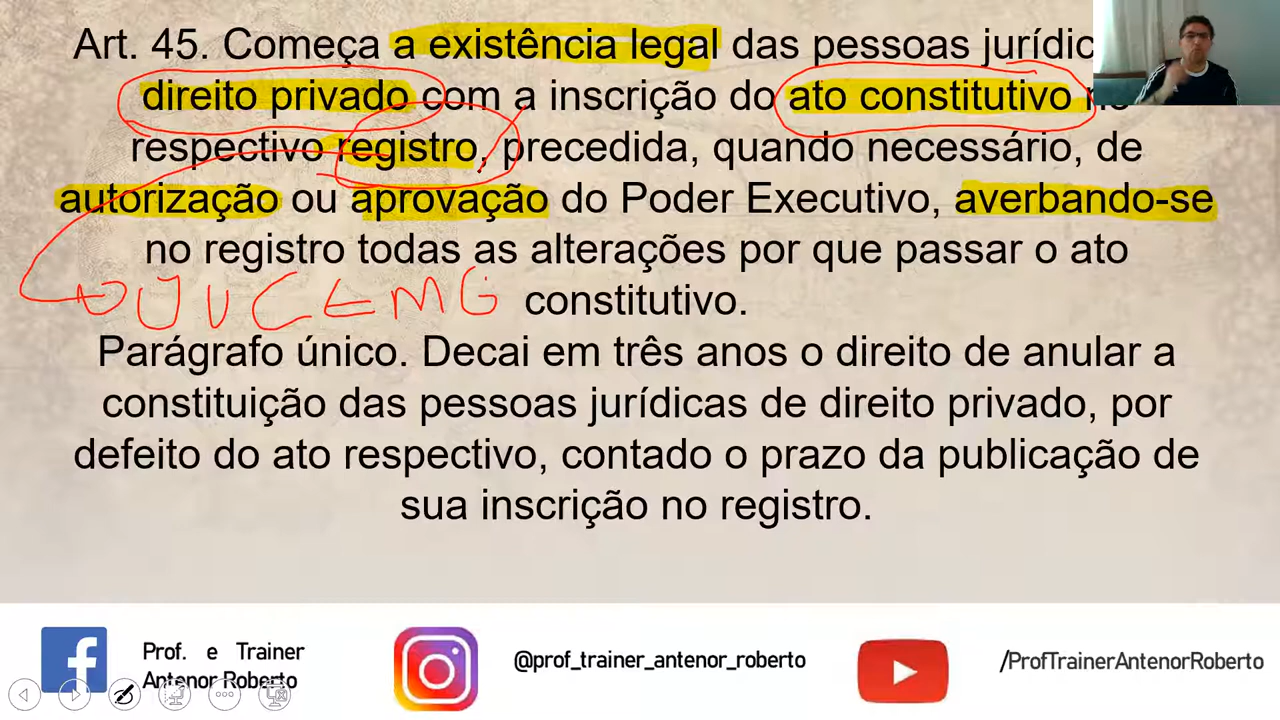 Art. 45. Começa a existência legal das pessoas jurídic
direito privado com a inscrição do ato constitutivo no
respectivo registro, precedida, quando necessário, de
autorização ou aprovação do Poder Executivo, averbando-se
no registro todas as alterações por que passar o ato
JUCEMG
constitutivo.
Parágrafo único. Decai em três anos o direito de anular a
constituição das pessoas jurídicas de direito privado, por
defeito do ato respectivo, contado o prazo da publicação de
sua inscrição no registro.
Prof. e Trainer
Antenor Roberto
@prof_trainer_antenor_roberto
/ProfTrainerAntenorRoberto